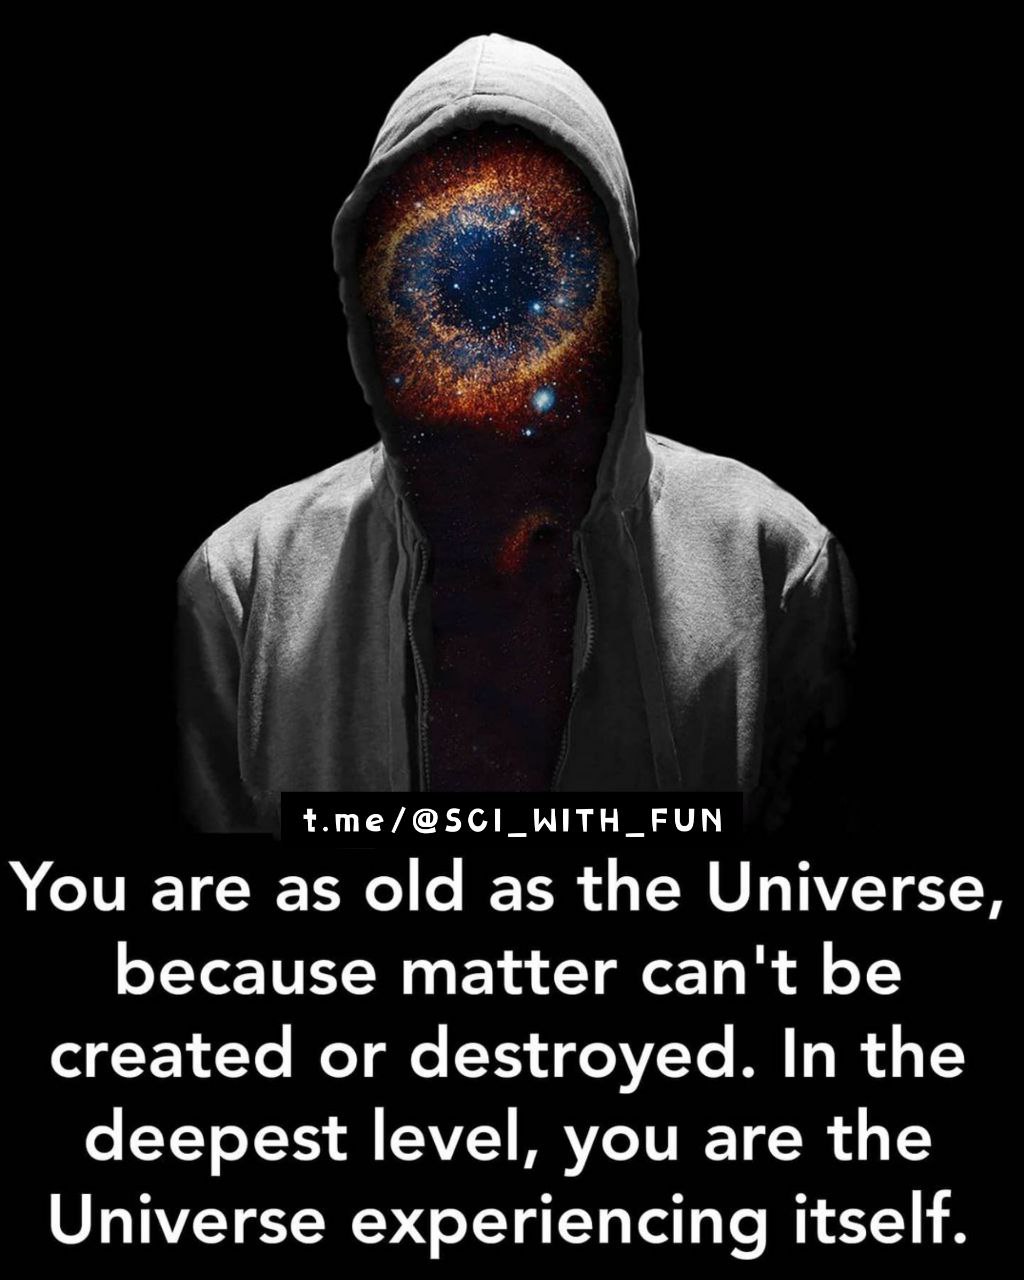 t.me/@SCI_WITH_FUN
You are as old as the Universe,
because matter can't be
created or destroyed. In the
deepest level, you are the
Universe experiencing itself.